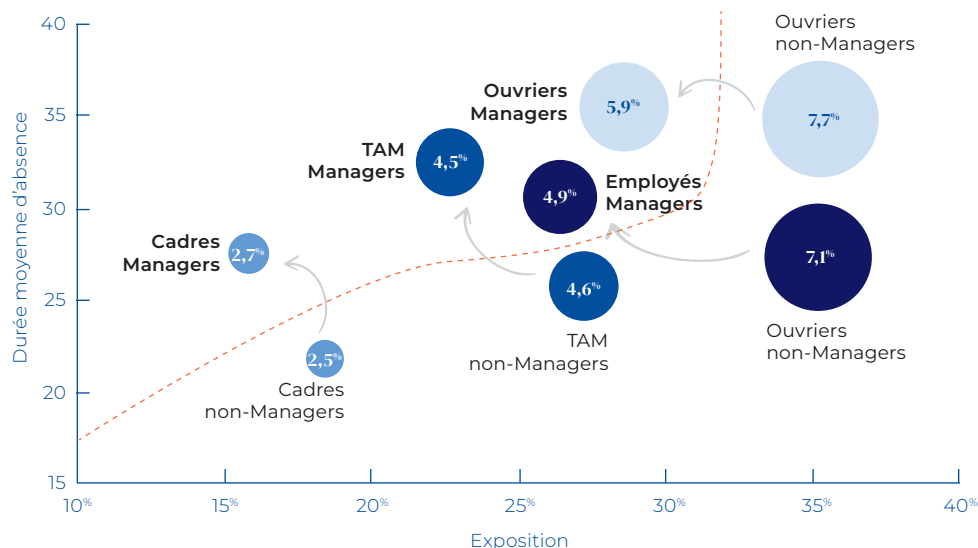 40
35
30
25
20
15
Durée moyenne d'absence
10%
15%
20%
25%
30%
35%
40%
Exposition
Ouvriers
non-Managers
7,7%
Ouvriers
Managers
5,9%
TAM
Managers
4,5%
Employés
Managers
4,9%
Cadres
Managers
2,7%
7,1%
Ouvriers
non-Managers
4,6%
TAM
non-Managers
2,5%
Cadres
non-Managers